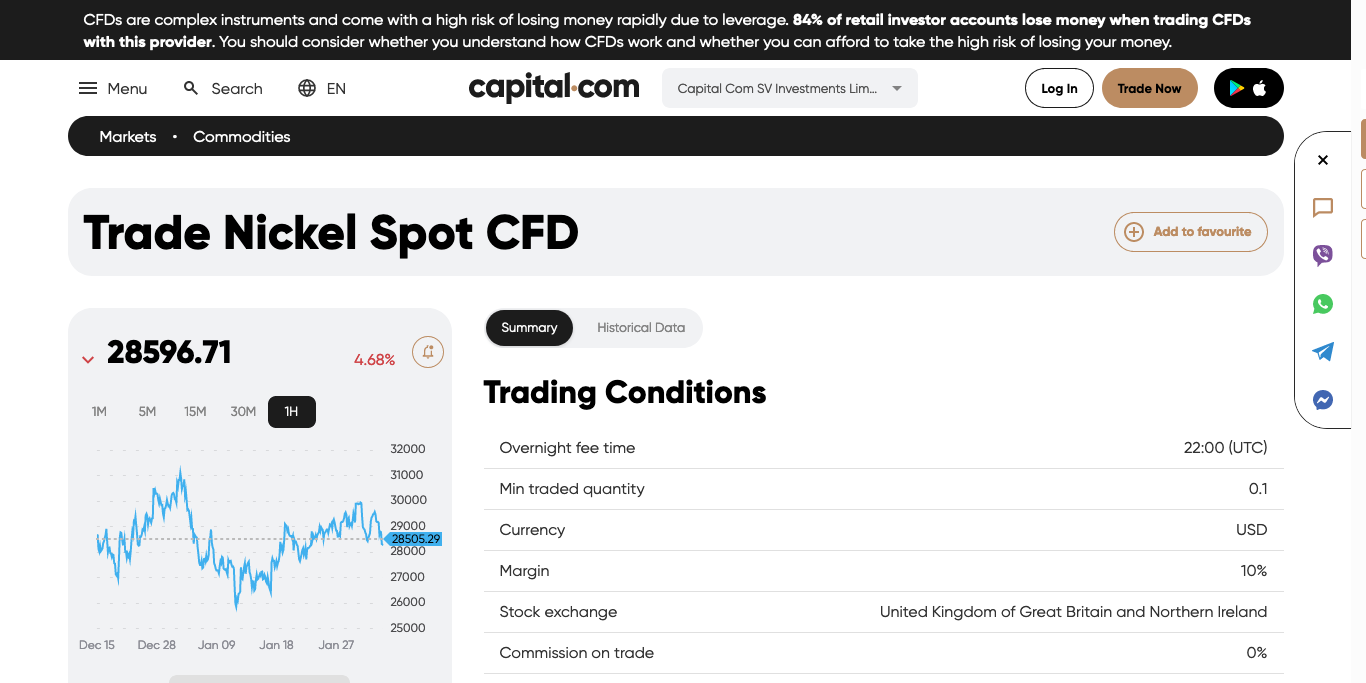 CFDs are complex instruments and come with a high risk of losing money rapidly due to leverage. 84% of retail investor accounts lose money when trading CFDs
with this provider. You should consider whether you understand how CFDs work and whether you can afford to take the high risk of losing your money.
Menu Search EN capital.com Capital Com SV Investments Lim... Log In Trade Now
Markets • Commodities
Trade Nickel Spot CFD
Add to favourite
28596.71
4.68%
1M 5M 15M 30M 1H
32000
31000
30000
29000
28505.29
28000
27000
26000
25000
Dec 15 Dec 28 Jan 09 Jan 18 Jan 27
Summary Historical Data
Trading Conditions
Overnight fee time 22:00 (UTC)
Min traded quantity 0.1
Currency USD
Margin 10%
Stock exchange United Kingdom of Great Britain and Northern Ireland
Commission on trade 0%